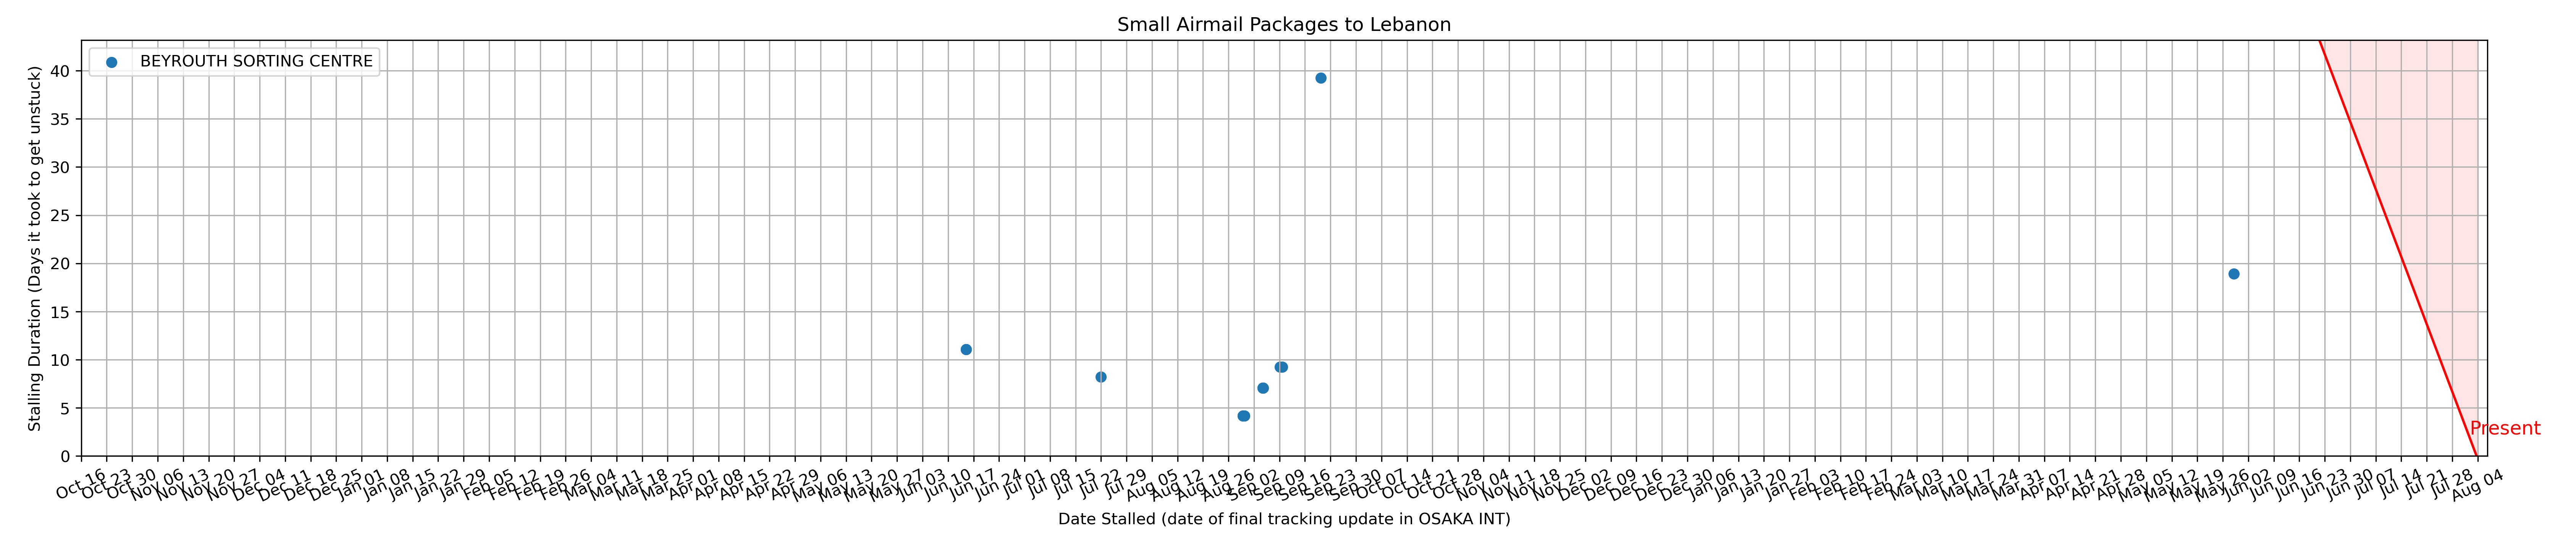 Small Airmail Packages to Lebanon
BEYROUTH SORTING CENTRE
Stalling Duration (Days it took to get unstuck)
40
35
30
25
20
15
10
5
0
Present
Oct 16
Oct 23
Oct 30
Nov 06
Nov 13
Nov 20
Nov 27
Dec 04
Dec 11
Dec 18
Dec 25
Jan 01
Jan 08
Jan 15
Jan 22
Jan 29
Feb 05
Feb 12
Feb 19
Feb 26
Mar 04
Mar 11
Mar 18
Mar 25
Apr 01
Apr 08
Apr 15
Apr 22
Apr 29
May 06
May 13
May 20
May 27
Jun 03
Jun 10
Jun 17
Jun 24
Jul 01
Jul 08
Jul 15
Jul 22
Jul 29
Aug 05
Aug 12
Aug 19
Aug 26
Sep 02
Sep 09
Sep 16
Sep 23
Sep 30
Oct 07
Oct 14
Oct 21
Oct 28
Nov 04
Nov 11
Nov 18
Nov 25
Dec 02
Dec 09
Dec 16
Dec 23
Dec 30
Jan 06
Jan 13
Jan 20
Jan 27
Feb 03
Feb 10
Feb 17
Feb 24
Mar 03
Mar 10
Mar 17
Mar 24
Mar 31
Apr 07
Apr 14
Apr 21
Apr 28
May 05
May 12
May 19
May 26
Jun 02
Jun 09
Jun 16
Jun 23
Jun 30
Jul 07
Jul 14
Jul 21
Jul 28
Aug 04
Date Stalled (date of final tracking update in OSAKA INT)